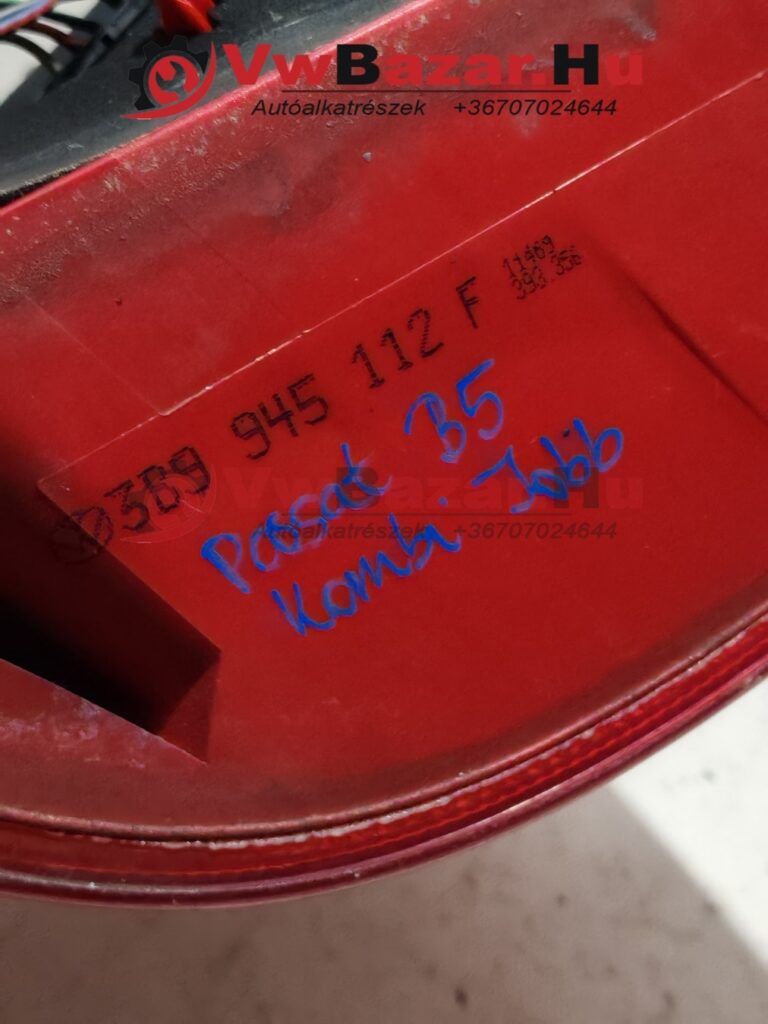 VwBazar.Hu
Autóalkatrészek +36707024644
11469
393.356
3B9 945 112 F
Passat B5
Kombi. Jobb
VwBazar.Hu
Autóalkatrészek +36707024644